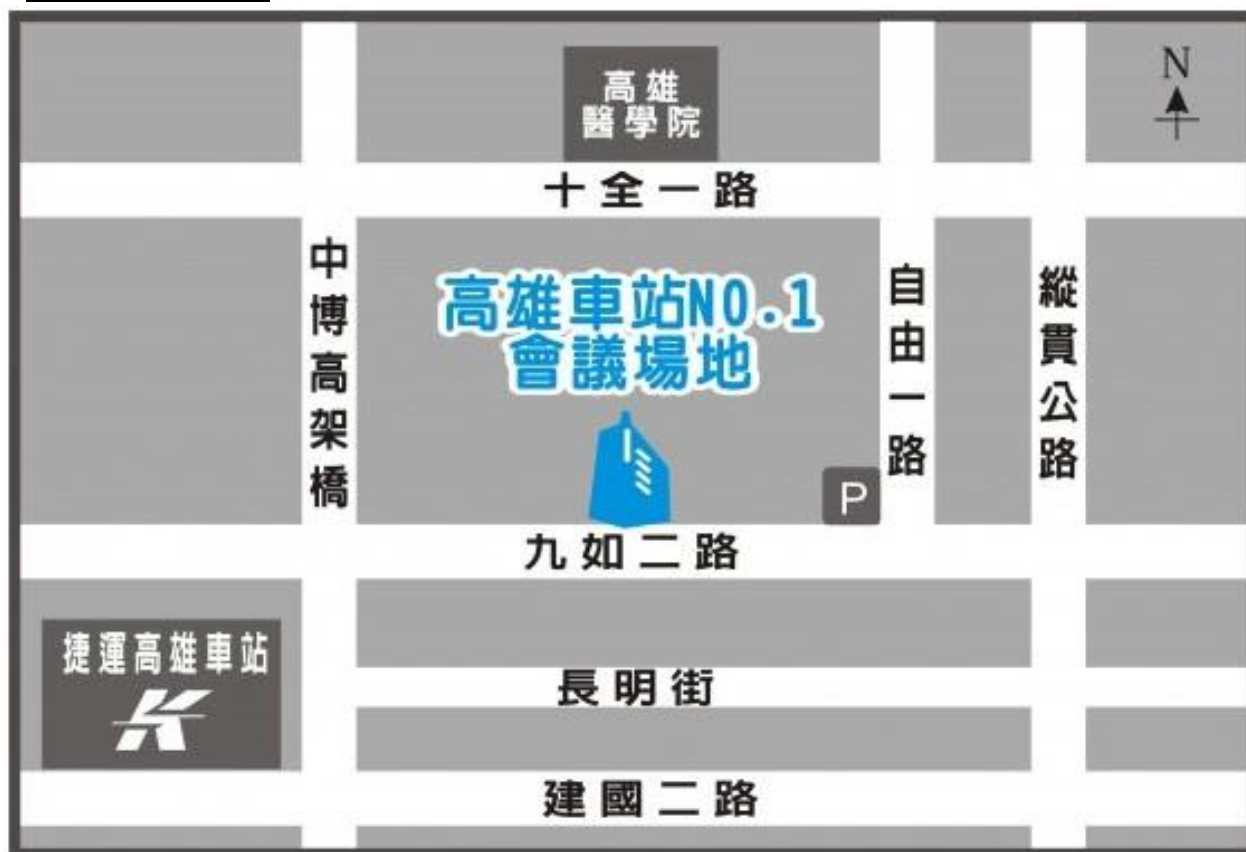 高雄
醫學院
N
十全一路
中博高架橋
高雄車站NO.1
會議場地
自由一路
縱貫公路
P
九如二路
捷運高雄車站
長明街
建國二路